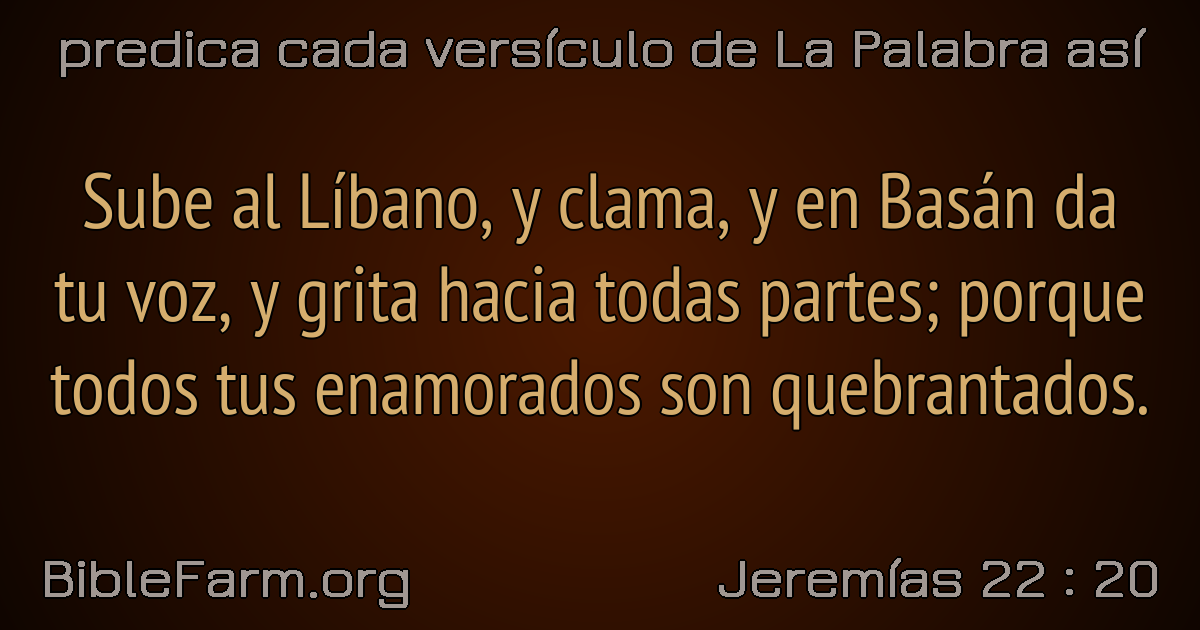 predica cada versículo de La Palabra así
Sube al Líbano, y clama, y en Basán da
tu voz, y grita hacia todas partes; porque
todos tus enamorados son quebrantados.
BibleFarm.org
Jeremías 22 : 20